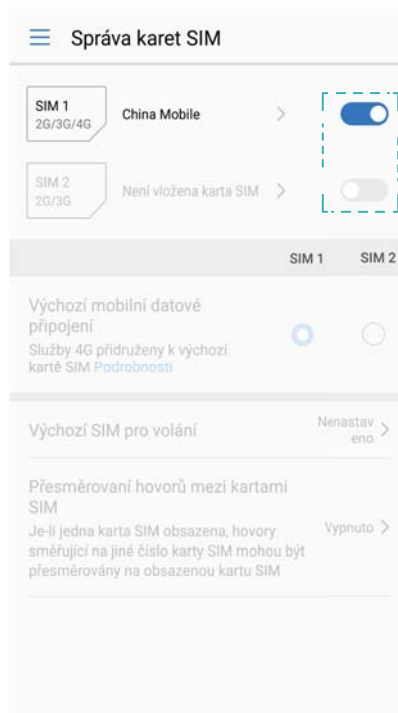 Správa karet SIM
SIM 1
2G/3G/4G
China Mobile
SIM 2
2G/3G
Není vložena karta SIM
SIM 1 SIM 2
Výchozí mobilní datové
připojení
Služby 4G přidruženy k výchozí
kartě SIM Podrobnosti
Výchozí SIM pro volání
Nenastav
eno
Přesměrovaní hovorů mezi kartami
SIM
Je-li jedna karta SIM obsazena, hovory
směřující na jiné číslo karty SIM mohou být
přesměrovány na obsazenou kartu SIM
Vypnuto